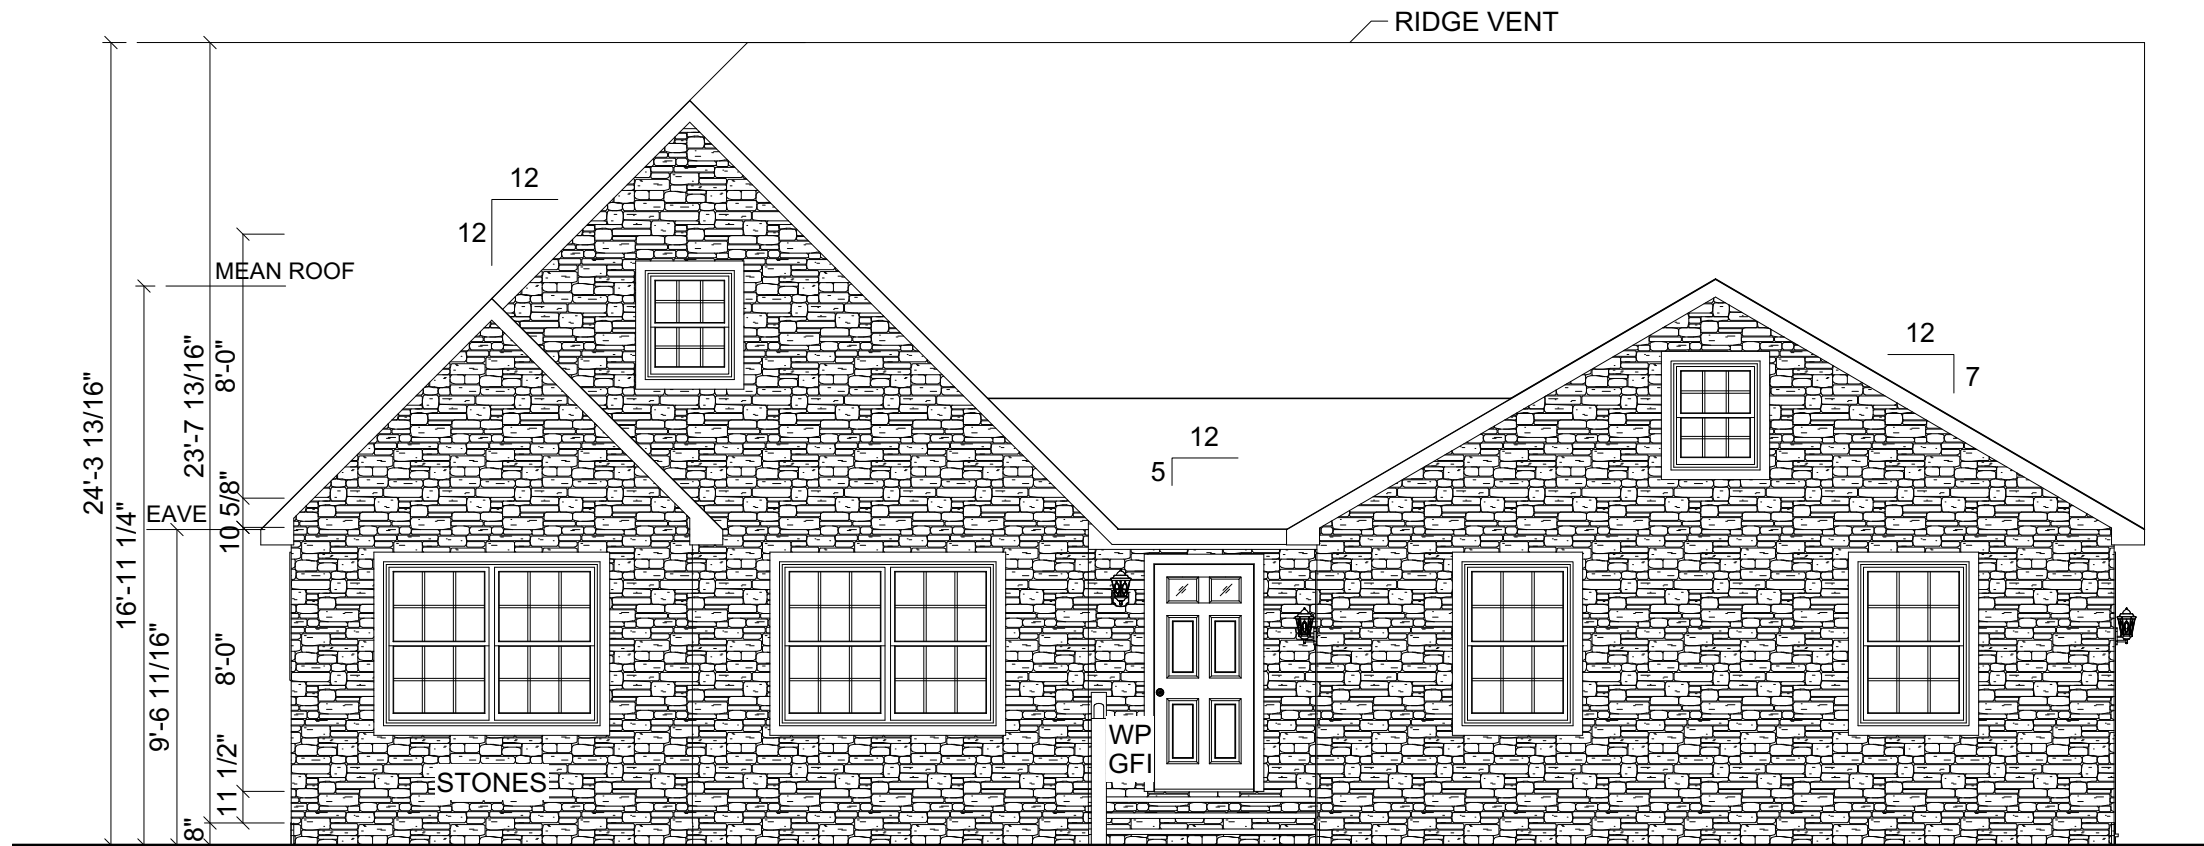 RIDGE VENT
12
12
MEAN ROOF
12
7
12
5
EAVE
24'-3 13/16"
16'-11 1/4"
9'-6 11/16"
23'-7 13/16"
8"
8'-0"
10 5/8"
8'-0"
11 1/2"
WP
GFI
STONES